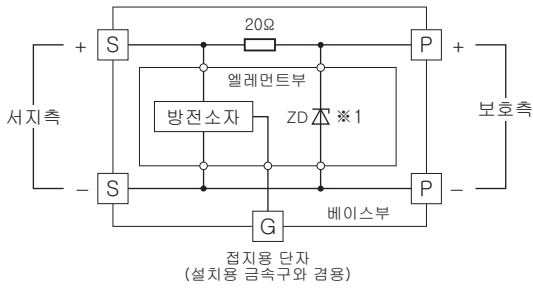 20Ω
+ S P +
엘레먼트부
방전소자 ZD ※1
서지측 보호측
- S P -
베이스부
G
접지용 단자
(설치용 금속구와 겸용)